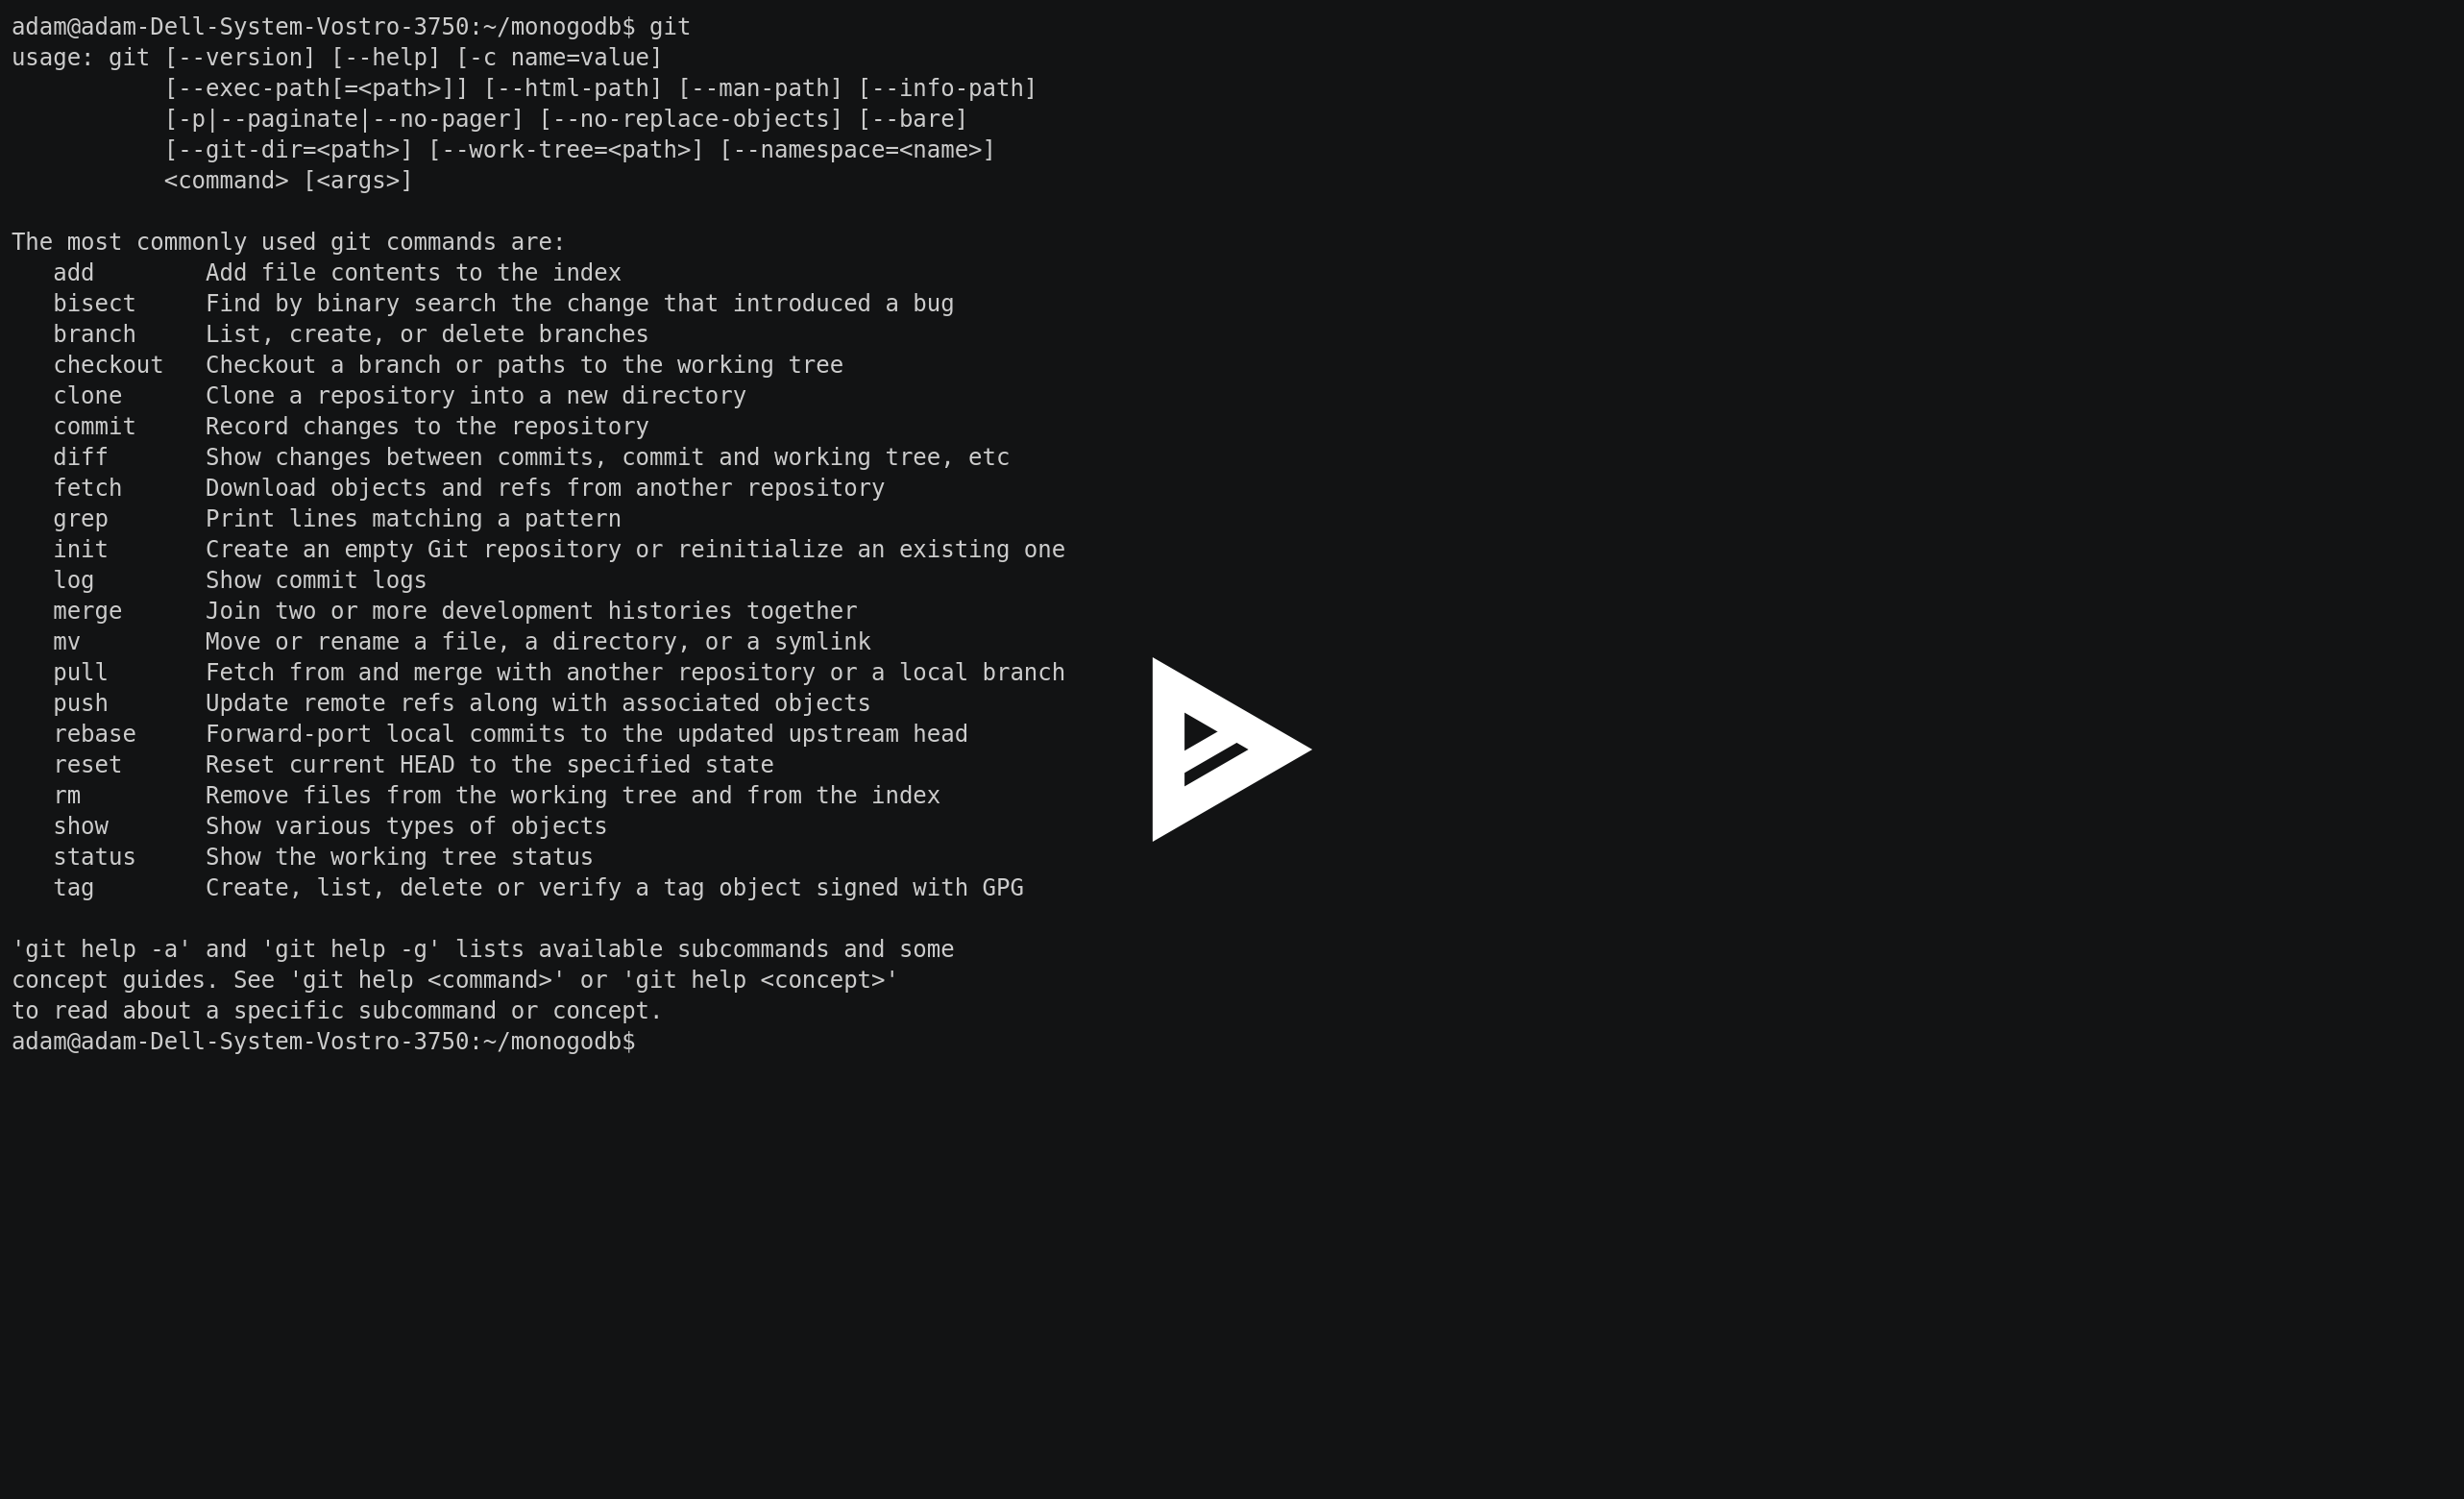 adam@adam-Dell-System-Vostro-3750:~/monogodb$ git
usage: git [--version] [--help] [-c name=value]
           [--exec-path[=<path>]] [--html-path] [--man-path] [--info-path]
           [-p|--paginate|--no-pager] [--no-replace-objects] [--bare]
           [--git-dir=<path>] [--work-tree=<path>] [--namespace=<name>]
           <command> [<args>]

The most commonly used git commands are:
   add        Add file contents to the index
   bisect     Find by binary search the change that introduced a bug
   branch     List, create, or delete branches
   checkout   Checkout a branch or paths to the working tree
   clone      Clone a repository into a new directory
   commit     Record changes to the repository
   diff       Show changes between commits, commit and working tree, etc
   fetch      Download objects and refs from another repository
   grep       Print lines matching a pattern
   init       Create an empty Git repository or reinitialize an existing one
   log        Show commit logs
   merge      Join two or more development histories together
   mv         Move or rename a file, a directory, or a symlink
   pull       Fetch from and merge with another repository or a local branch
   push       Update remote refs along with associated objects
   rebase     Forward-port local commits to the updated upstream head
   reset      Reset current HEAD to the specified state
   rm         Remove files from the working tree and from the index
   show       Show various types of objects
   status     Show the working tree status
   tag        Create, list, delete or verify a tag object signed with GPG

'git help -a' and 'git help -g' lists available subcommands and some
concept guides. See 'git help <command>' or 'git help <concept>'
to read about a specific subcommand or concept.
adam@adam-Dell-System-Vostro-3750:~/monogodb$